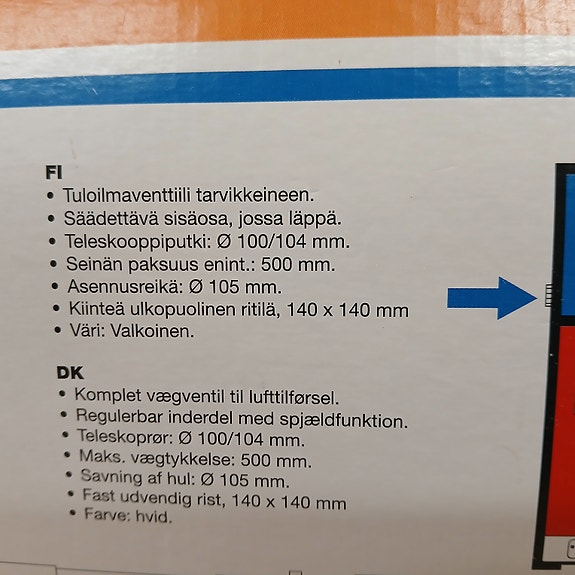 FI
• Tuloilmaventtiili tarvikkeineen.
• Säädettävä sisäosa, jossa läppä.
• Teleskooppiputki: Ø 100/104 mm.
• Seinän paksuus enint.: 500 mm.
• Asennusreikä: Ø 105 mm.
• Kiinteä ulkopuolinen ritilä, 140 x 140 mm
• Väri: Valkoinen.
DK
• Komplet vægventil til lufttilførsel.
• Regulerbar inderdel med spjældfunktion.
• Teleskoprør: Ø 100/104 mm.
• Maks. vægtykkelse: 500 mm.
• Savning af hul: Ø 105 mm.
• Fast udvendig rist, 140 x 140 mm
• Farve: hvid.